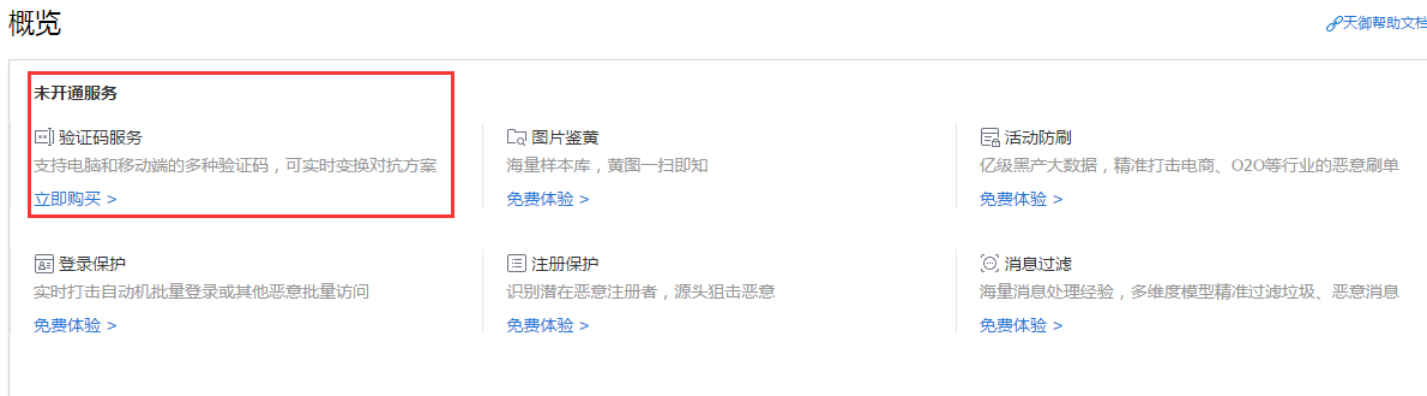 概览
天御帮助文档
未开通服务
验证码服务
支持电脑和移动端的多种验证码，可实时变换对抗方案
立即购买 >
图片鉴黄
海量样本库，黄图一扫即知
免费体验 >
活动防刷
亿级黑产大数据，精准打击电商、O2O等行业的恶意刷单
免费体验 >
登录保护
实时打击自动机批量登录或其他恶意批量访问
免费体验 >
注册保护
识别潜在恶意注册者，源头狙击恶意
免费体验 >
消息过滤
海量消息处理经验，多维度模型精准过滤垃圾、恶意消息
免费体验 >